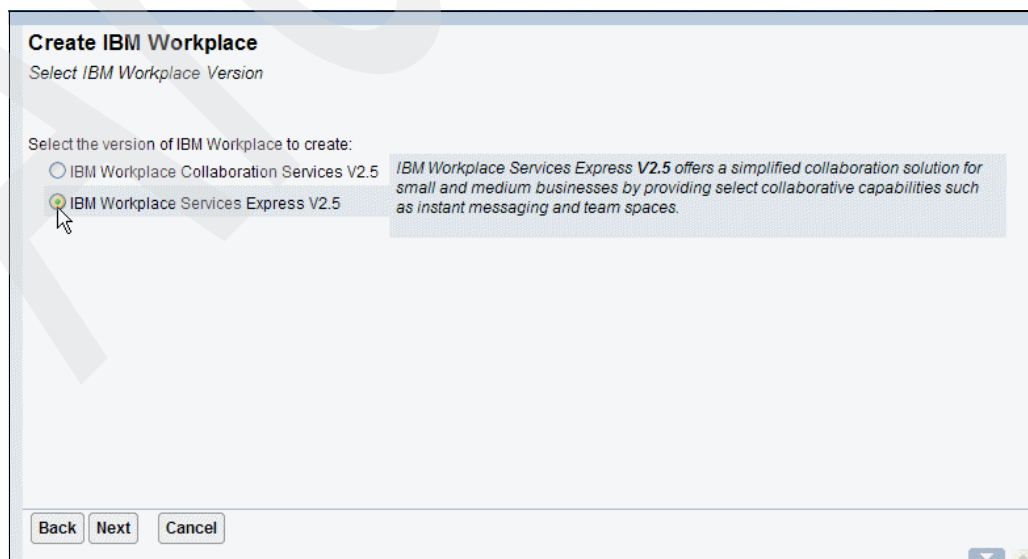 Create IBM Workplace
Select IBM Workplace Version
Select the version of IBM Workplace to create:
IBM Workplace Collaboration Services V2.5
IBM Workplace Services Express V2.5
IBM Workplace Services Express V2.5 offers a simplified collaboration solution for
small and medium businesses by providing select collaborative capabilities such
as instant messaging and team spaces.
Back Next Cancel